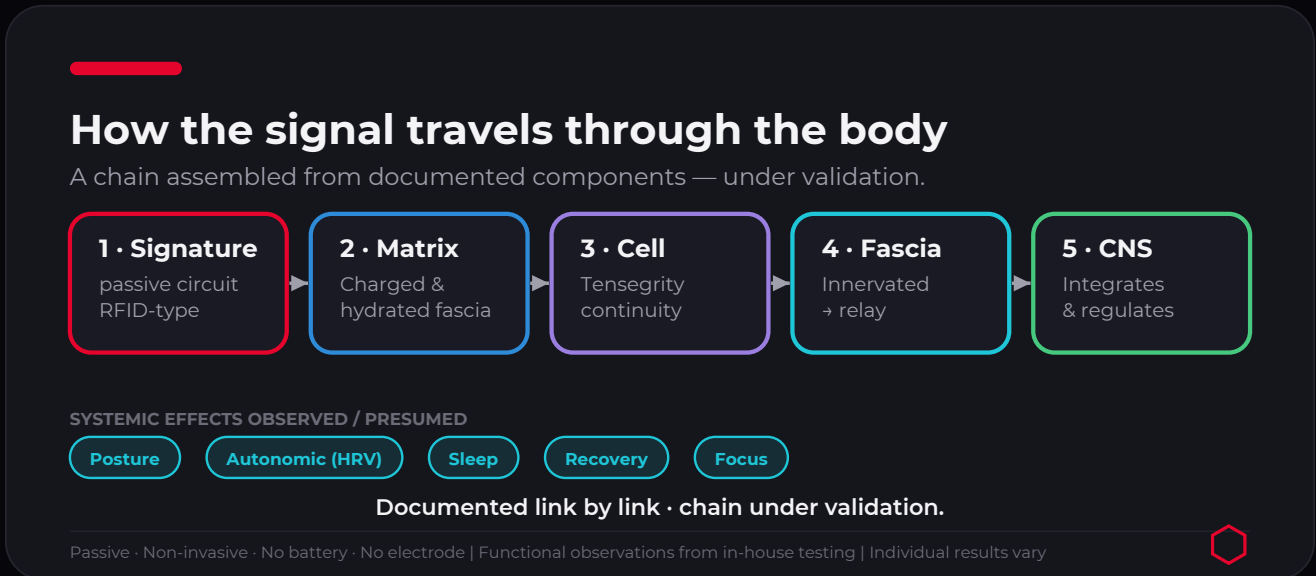 How the signal travels through the body
A chain assembled from documented components — under validation.
1 · Signature
passive circuit
RFID-type
2 · Matrix
Charged &
hydrated fascia
3 · Cell
Tensegrity
continuity
4 · Fascia
Innervated
→ relay
5 · CNS
Integrates
& regulates
SYSTEMIC EFFECTS OBSERVED / PRESUMED
Posture
Autonomic (HRV)
Sleep
Recovery
Focus
Documented link by link · chain under validation.
Passive · Non-invasive · No battery · No electrode | Functional observations from in-house testing | Individual results vary